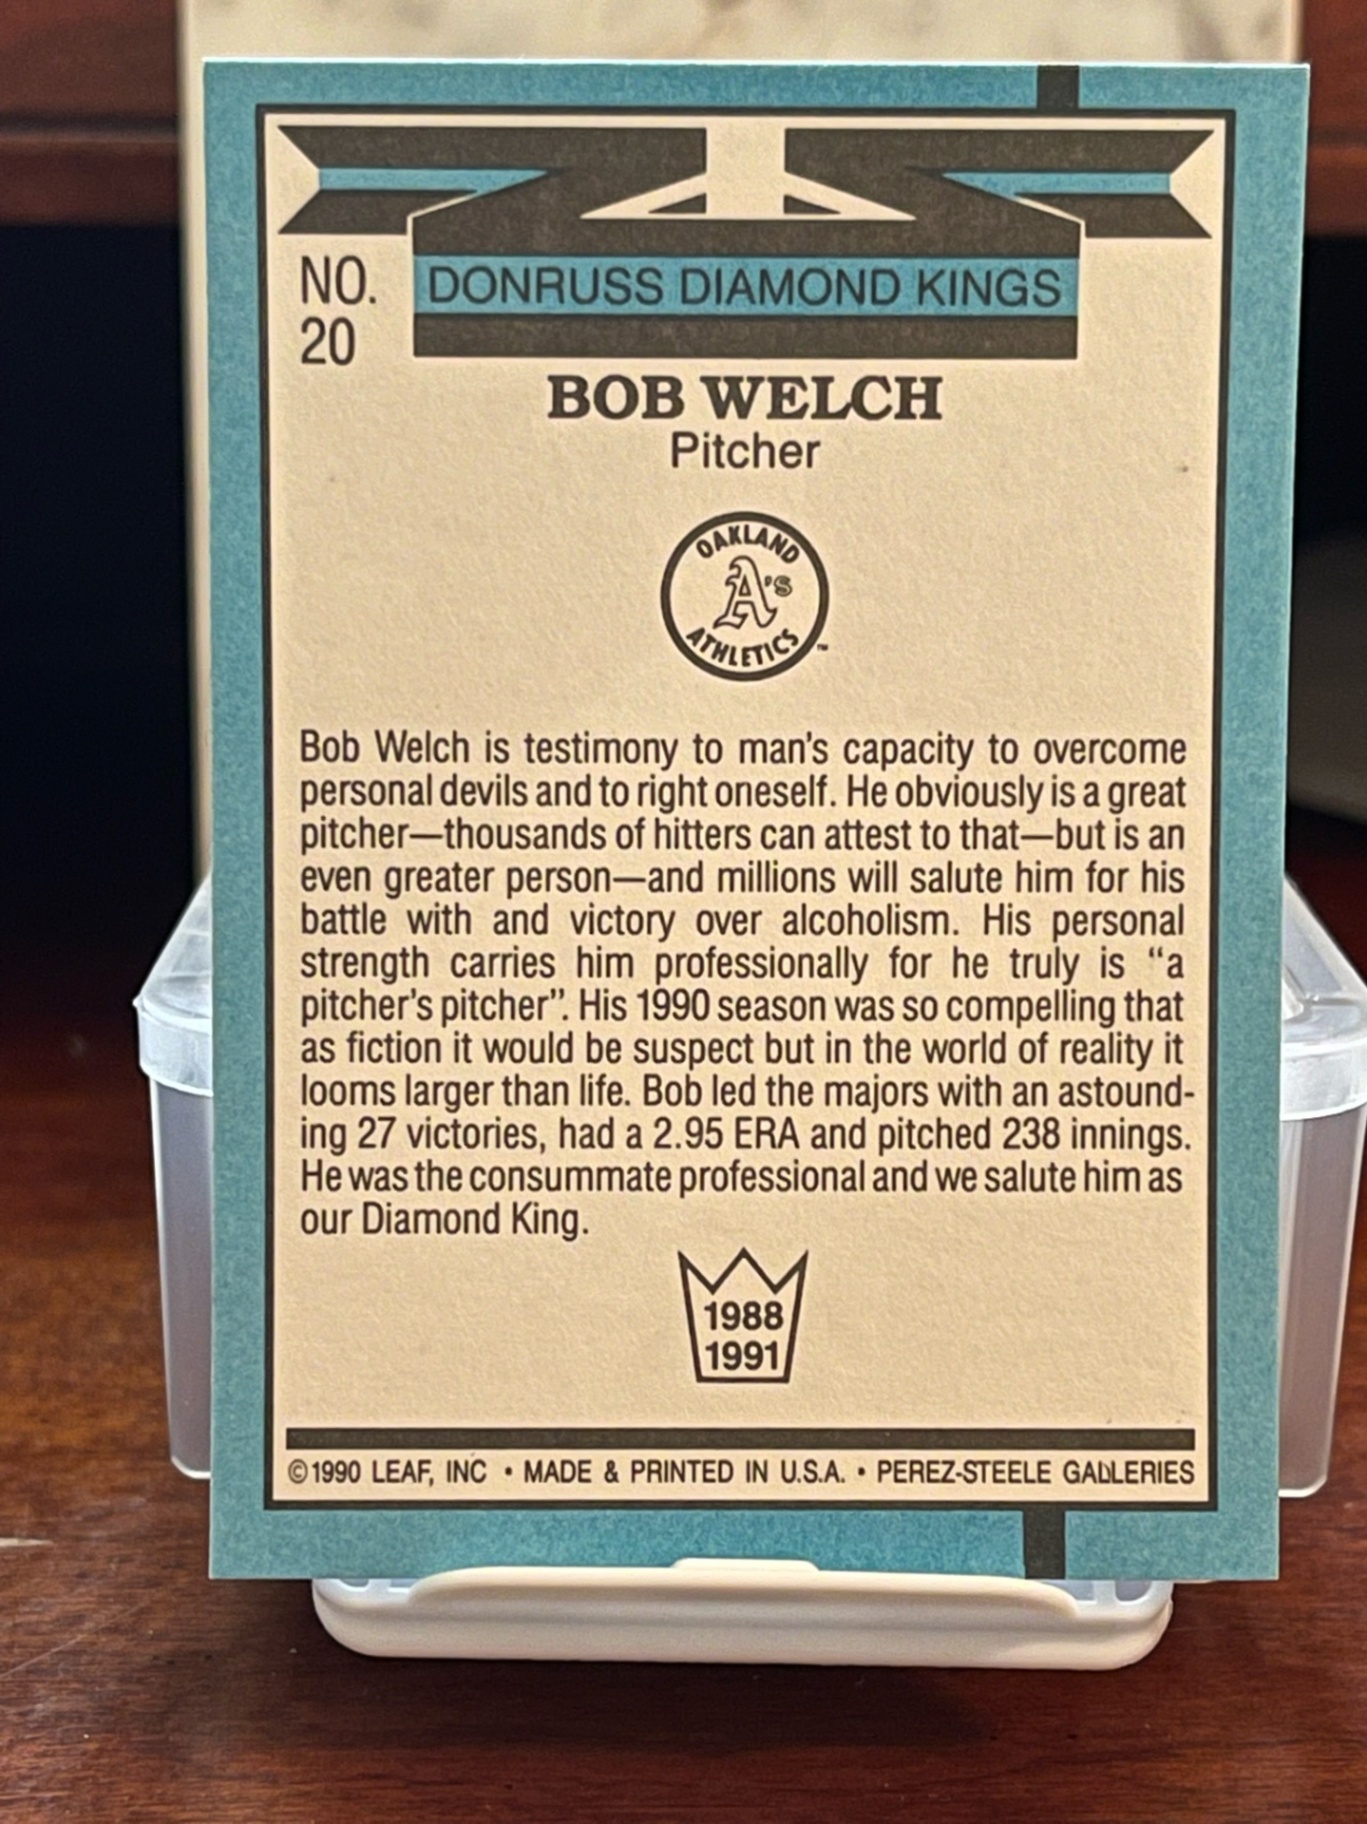 NO.
20
DONRUSS DIAMOND KINGS
BOB WELCH
Pitcher
OAKLAND
A's
ATHLETICS
™
Bob Welch is testimony to man's capacity to overcome
personal devils and to right oneself. He obviously is a great
pitcher—thousands of hitters can attest to that—but is an
even greater person—and millions will salute him for his
battle with and victory over alcoholism. His personal
strength carries him professionally for he truly is “a
pitcher's pitcher”. His 1990 season was so compelling that
as fiction it would be suspect but in the world of reality it
looms larger than life. Bob led the majors with an astound-
ing 27 victories, had a 2.95 ERA and pitched 238 innings.
He was the consummate professional and we salute him as
our Diamond King.
1988
1991
©1990 LEAF, INC • MADE & PRINTED IN U.S.A. • PEREZ-STEELE GALLERIES